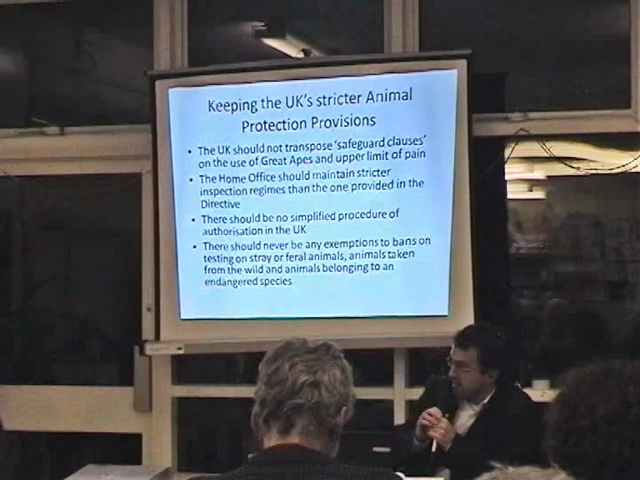 Keeping the UK's stricter Animal
Protection Provisions
• The UK should not transpose 'safeguard clauses'
on the use of Great Apes and upper limit of pain
• The Home Office should maintain stricter
inspection regimes than the one provided in the
Directive
• There should be no simplified procedure of
authorisation in the UK
• There should never be any exemptions to bans on
testing on stray or feral animals, animals taken
from the wild and animals belonging to an
endangered species